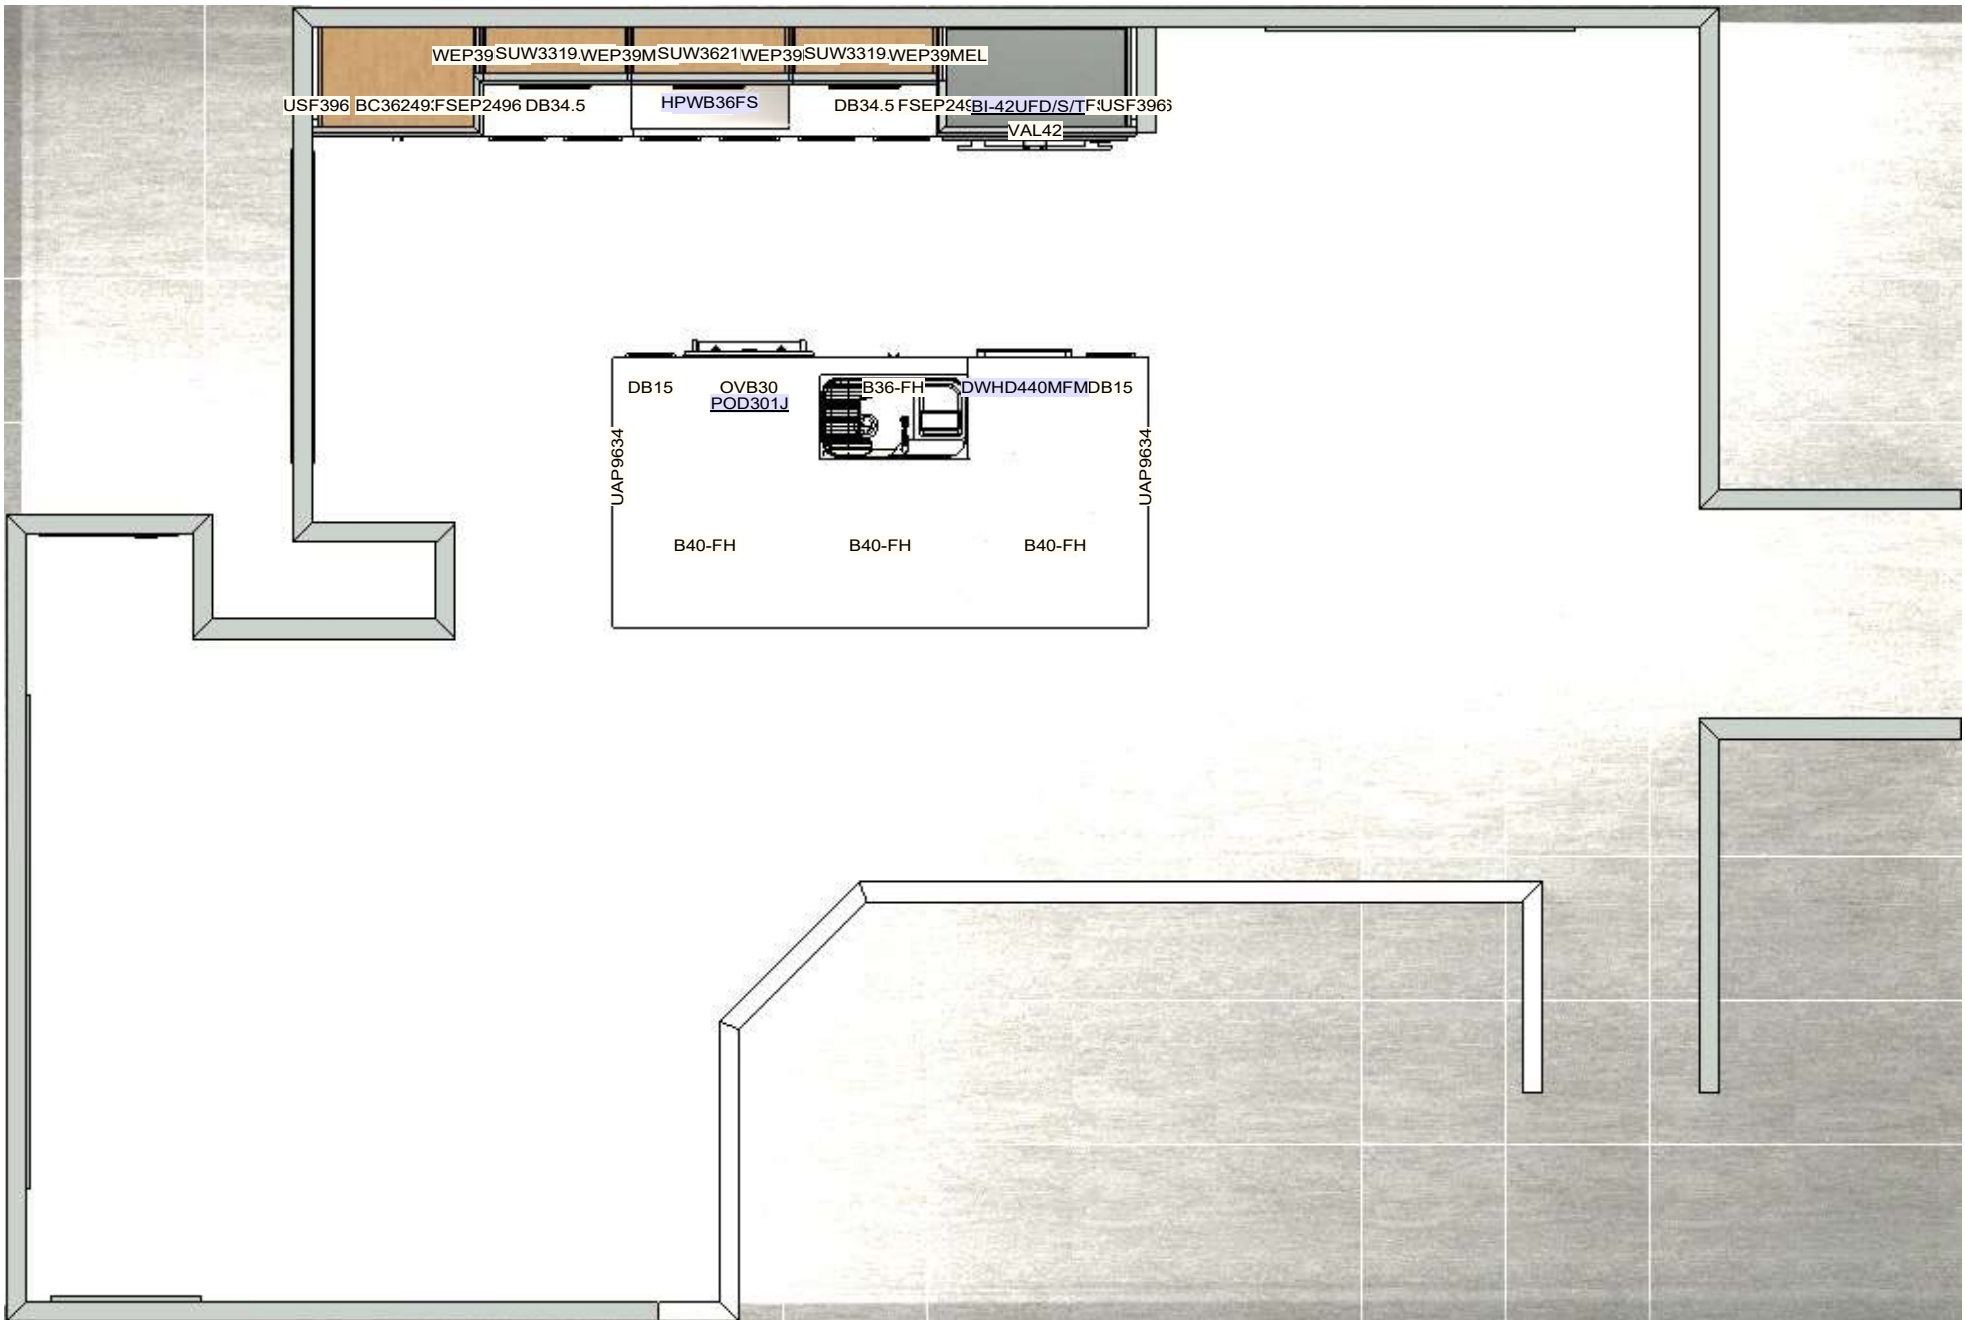 WEP39 SUW3319 WEP39M SUW3621 WEP39 SUW3319 WEP39MEL
USF396 BC36249 FSEP2496 DB34.5 HPWB36FS DB34.5 FSEP249 BI-42UFD/S/T USF396
VAL42
DB15 OVB30 B36-FH DWHD440MFM DB15
POD301J
UAP9634 UAP9634
B40-FH B40-FH B40-FH